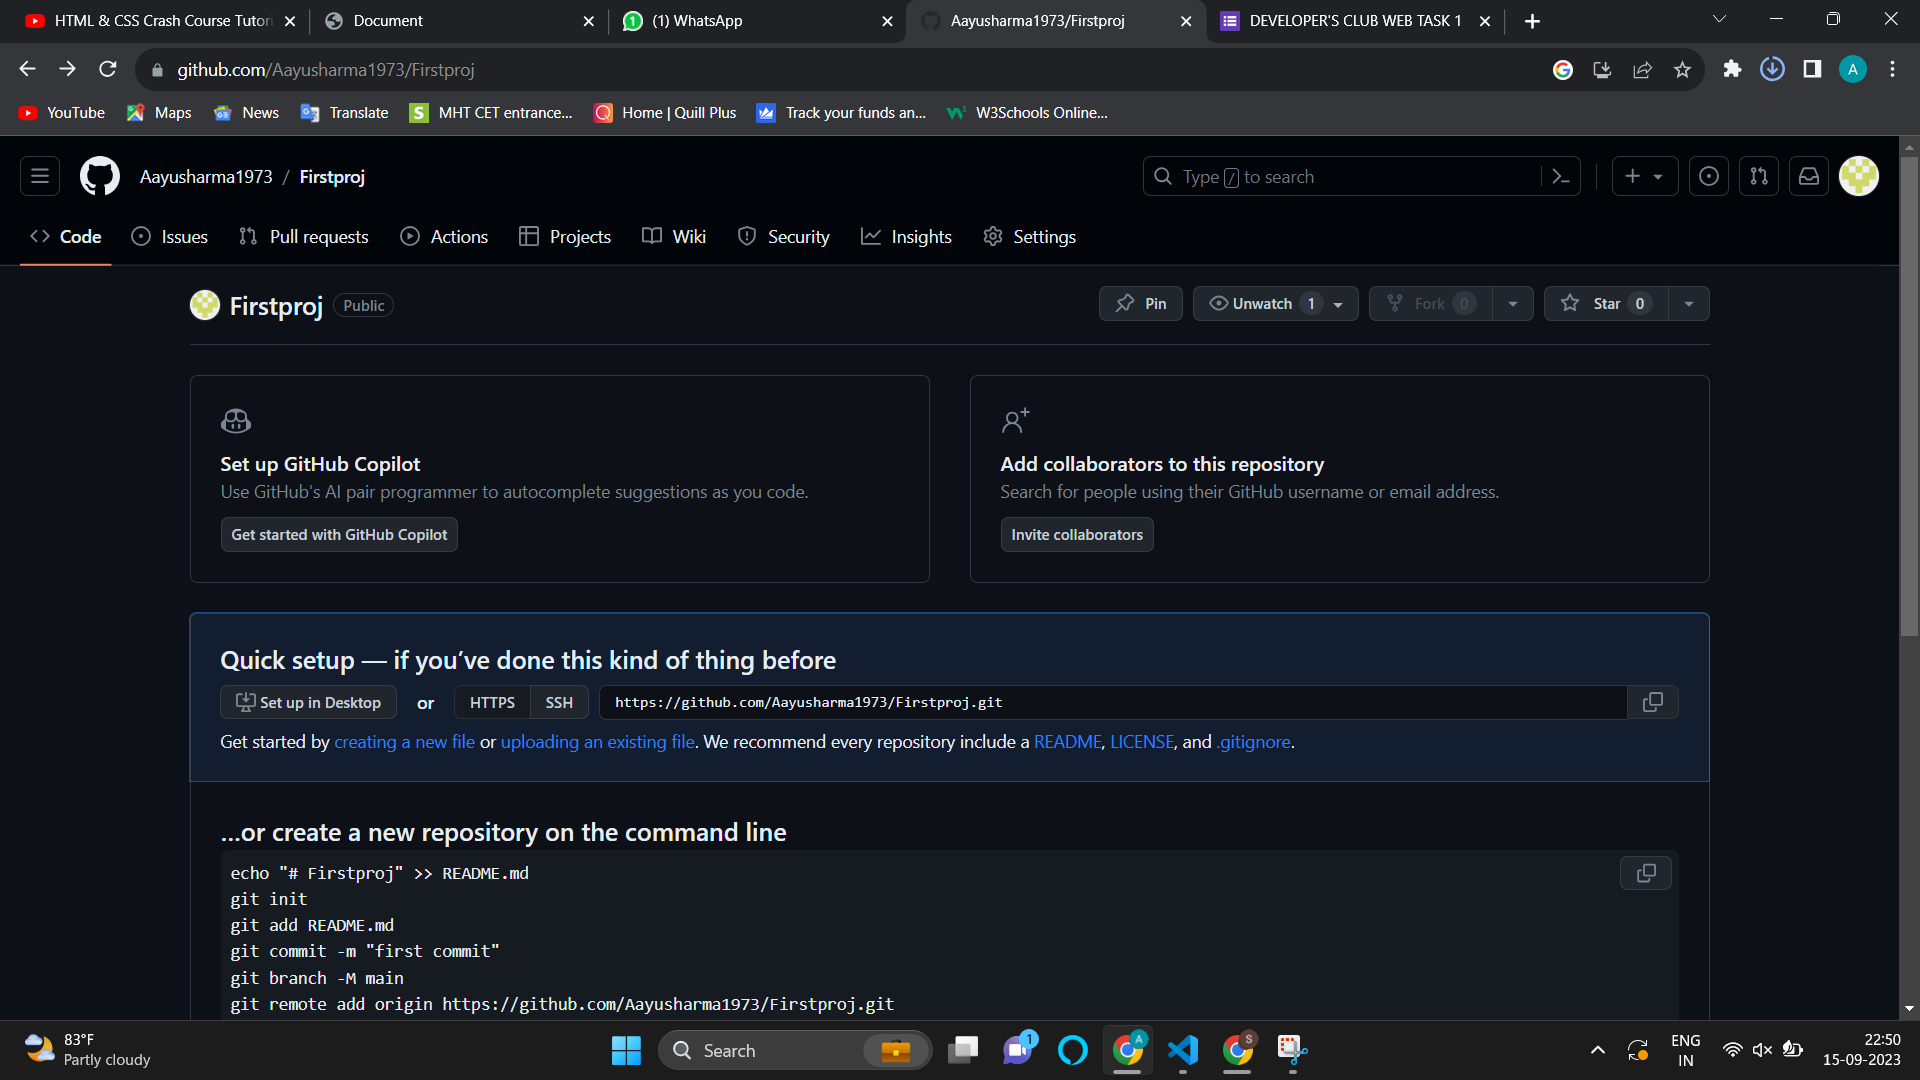 HTML & CSS Crash Course Tutori
Document
(1) WhatsApp
Aayusharma1973/Firstproj
DEVELOPER'S CLUB WEB TASK 1
github.com/Aayusharma1973/Firstproj
A
YouTube
Maps
News
Translate
MHT CET entrance...
Home | Quill Plus
Track your funds an...
W3Schools Online...
Aayusharma1973 / Firstproj
Type / to search
Code
Issues
Pull requests
Actions
Projects
Wiki
Security
Insights
Settings
Firstproj Public
Pin
Unwatch 1
Fork 0
Star 0
Set up GitHub Copilot
Use GitHub's AI pair programmer to autocomplete suggestions as you code.
Get started with GitHub Copilot
Add collaborators to this repository
Search for people using their GitHub username or email address.
Invite collaborators
Quick setup — if you’ve done this kind of thing before
Set up in Desktop or HTTPS SSH https://github.com/Aayusharma1973/Firstproj.git
Get started by creating a new file or uploading an existing file. We recommend every repository include a README, LICENSE, and .gitignore.
…or create a new repository on the command line
echo "# Firstproj" >> README.md
git init
git add README.md
git commit -m "first commit"
git branch -M main
git remote add origin https://github.com/Aayusharma1973/Firstproj.git
83°F
Partly cloudy
Search
1
A
S
ENG
IN
22:50
15-09-2023